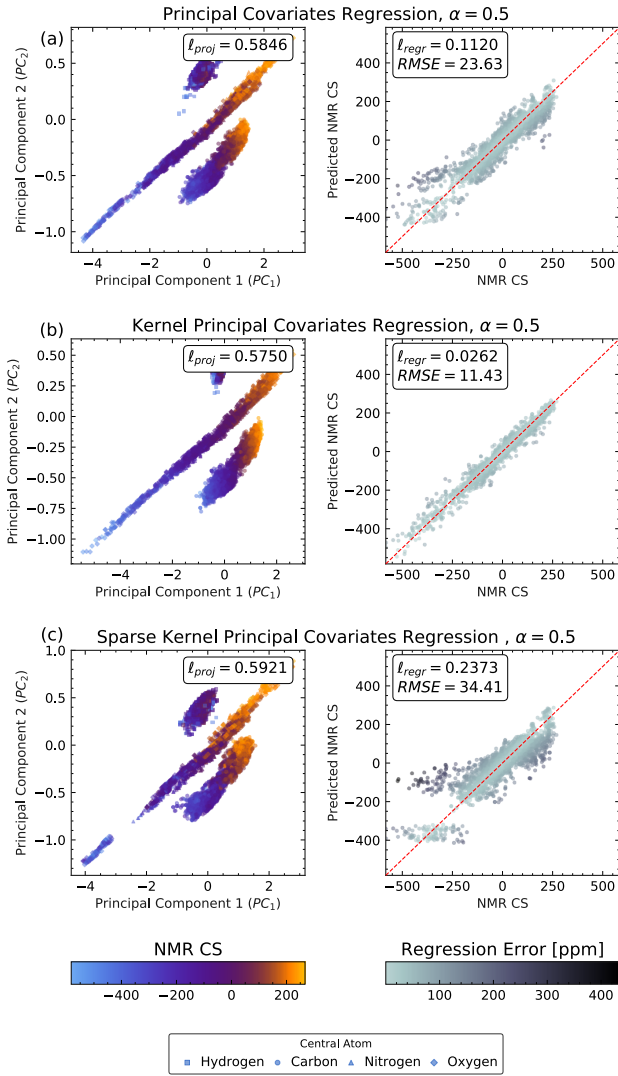 Principal Covariates Regression, α = 0.5
(a)
ℓproj = 0.5846
Principal Component 2 (PC2)
0.5
0.0
−0.5
−1.0
−4 −2 0 2
Principal Component 1 (PC1)
ℓregr = 0.1120
RMSE = 23.63
Predicted NMR CS
400
200
0
−200
−400
−500 −250 0 250 500
NMR CS
(b)
Kernel Principal Covariates Regression, α = 0.5
ℓproj = 0.5750
Principal Component 2 (PC2)
0.50
0.25
0.00
−0.25
−0.50
−0.75
−1.00
−4 −2 0 2
Principal Component 1 (PC1)
ℓregr = 0.0262
RMSE = 11.43
Predicted NMR CS
400
200
0
−200
−400
−500 −250 0 250 500
NMR CS
(c)
Sparse Kernel Principal Covariates Regression , α = 0.5
ℓproj = 0.5921
Principal Component 2 (PC2)
1.0
0.5
0.0
−0.5
−1.0
−4 −2 0 2
Principal Component 1 (PC1)
ℓregr = 0.2373
RMSE = 34.41
Predicted NMR CS
400
200
0
−200
−400
−500 −250 0 250 500
NMR CS
NMR CS
−400 −200 0 200
Regression Error [ppm]
100 200 300 400
Central Atom
Hydrogen Carbon Nitrogen Oxygen